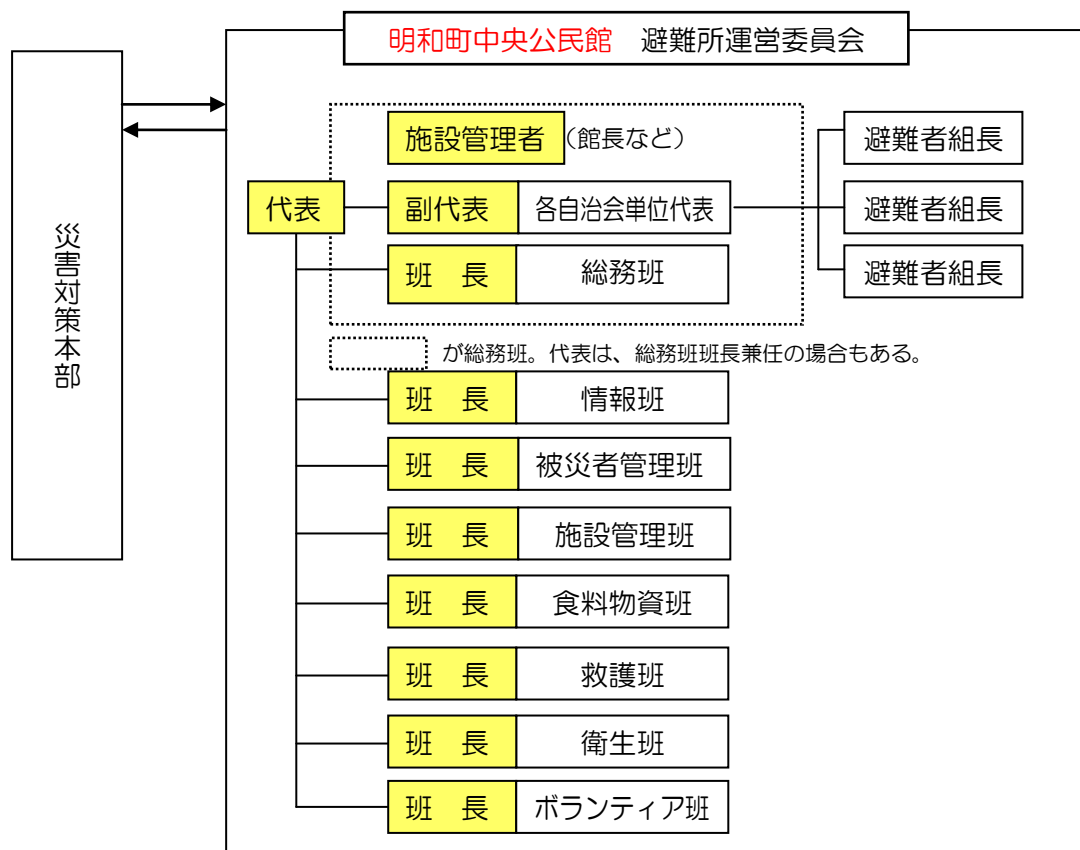 明和町中央公民館　避難所運営委員会
災害対策本部
施設管理者（館長など）
代表
副代表　各自治会単位代表
班　長　総務班
避難者組長
避難者組長
避難者組長
が総務班。代表は、総務班班長兼任の場合もある。
班　長　情報班
班　長　被災者管理班
班　長　施設管理班
班　長　食料物資班
班　長　救護班
班　長　衛生班
班　長　ボランティア班